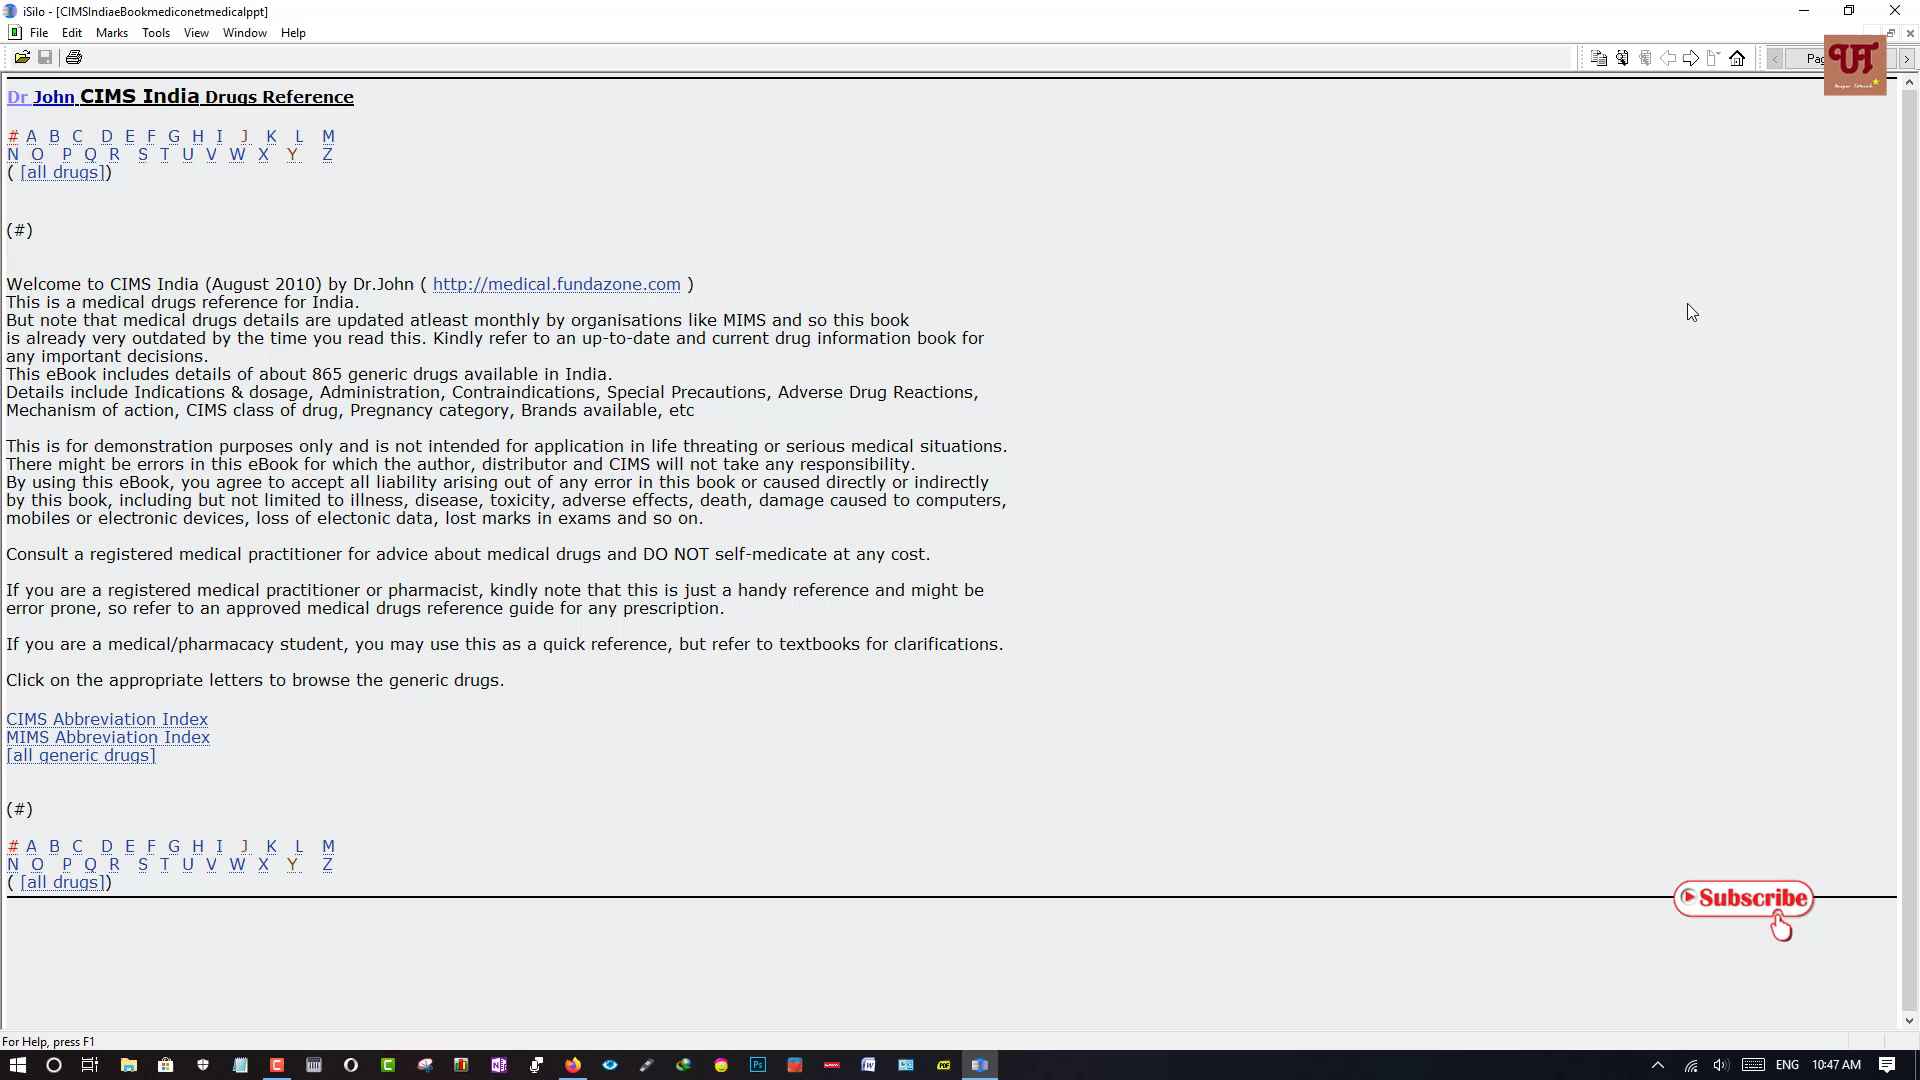 iSilo - [CIMSIndiaeBookmediconetmedicalppt]
File Edit Marks Tools View Window Help
Dr John CIMS India Drugs Reference
# A B C D E F G H I J K L M
N O P Q R S T U V W X Y Z
( [all drugs])
(#)
Welcome to CIMS India (August 2010) by Dr.John ( http://medical.fundazone.com )
This is a medical drugs reference for India.
But note that medical drugs details are updated atleast monthly by organisations like MIMS and so this book
is already very outdated by the time you read this. Kindly refer to an up-to-date and current drug information book for
any important decisions.
This eBook includes details of about 865 generic drugs available in India.
Details include Indications & dosage, Administration, Contraindications, Special Precautions, Adverse Drug Reactions,
Mechanism of action, CIMS class of drug, Pregnancy category, Brands available, etc
This is for demonstration purposes only and is not intended for application in life threating or serious medical situations.
There might be errors in this eBook for which the author, distributor and CIMS will not take any responsibility.
By using this eBook, you agree to accept all liability arising out of any error in this book or caused directly or indirectly
by this book, including but not limited to illness, disease, toxicity, adverse effects, death, damage caused to computers,
mobiles or electronic devices, loss of electonic data, lost marks in exams and so on.
Consult a registered medical practitioner for advice about medical drugs and DO NOT self-medicate at any cost.
If you are a registered medical practitioner or pharmacist, kindly note that this is just a handy reference and might be
error prone, so refer to an approved medical drugs reference guide for any prescription.
If you are a medical/pharmacacy student, you may use this as a quick reference, but refer to textbooks for clarifications.
Click on the appropriate letters to browse the generic drugs.
CIMS Abbreviation Index
MIMS Abbreviation Index
[all generic drugs]
(#)
# A B C D E F G H I J K L M
N O P Q R S T U V W X Y Z
( [all drugs])
Subscribe
For Help, press F1
ENG 10:47 AM